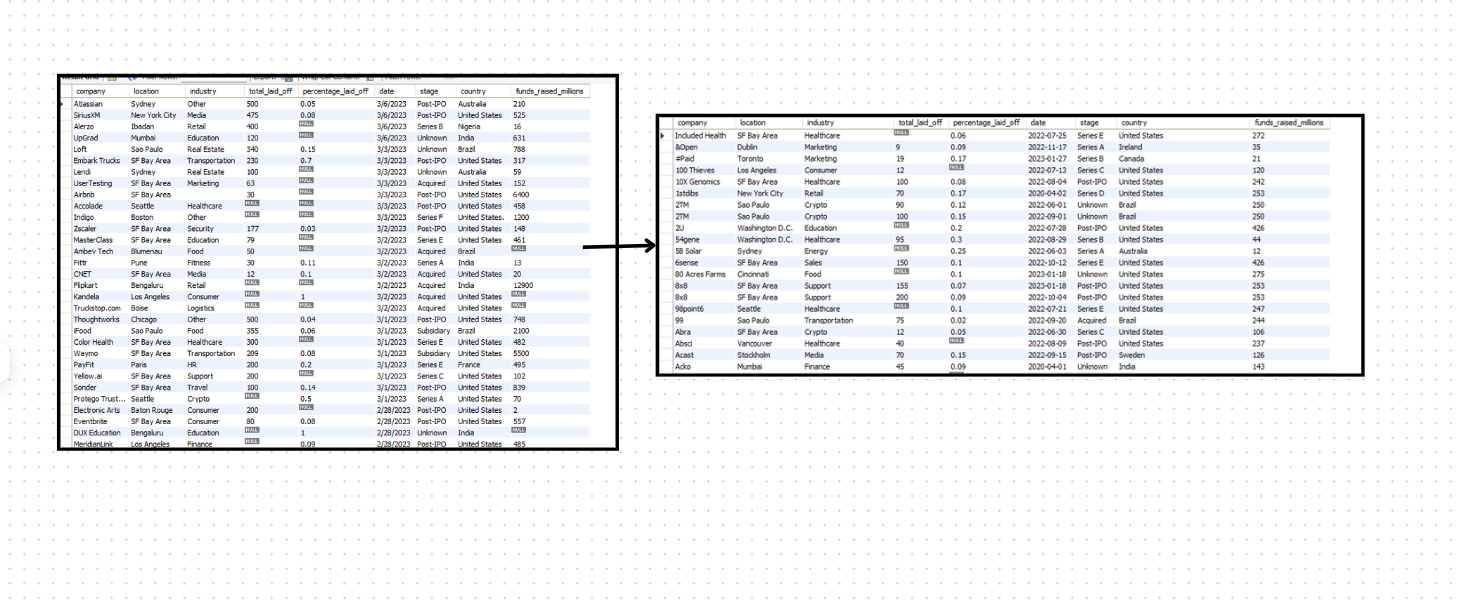 company location industry total_laid_off percentage_laid_off date stage country funds_raised_millions
Atlassian Sydney Other 500 0.05 3/6/2023 Post-IPO Australia 210
SiriusXM New York City Media 475 0.08 3/6/2023 Post-IPO United States 525
Alerzo Ibadan Retail 400 NULL 3/6/2023 Series B Nigeria 16
UpGrad Mumbai Education 120 NULL 3/6/2023 Unknown India 631
Loft Sao Paulo Real Estate 340 0.15 3/3/2023 Unknown Brazil 788
Embark Trucks SF Bay Area Transportation 230 0.7 3/3/2023 Post-IPO United States 317
Lendi Sydney Real Estate 100 NULL 3/3/2023 Unknown Australia 59
UserTesting SF Bay Area Marketing 63 NULL 3/3/2023 Acquired United States 152
Airbnb SF Bay Area 30 NULL 3/3/2023 Post-IPO United States 6400
Accolade Seattle Healthcare NULL NULL 3/3/2023 Post-IPO United States 458
Indigo Boston Other NULL NULL 3/3/2023 Series F United States. 1200
Zscaler SF Bay Area Security 177 0.03 3/2/2023 Post-IPO United States 148
MasterClass SF Bay Area Education 79 NULL 3/2/2023 Series E United States 461
Ambev Tech Blumenau Food 50 NULL 3/2/2023 Acquired Brazil NULL
Fittr Pune Fitness 30 0.11 3/2/2023 Series A India 13
CNET SF Bay Area Media 12 0.1 3/2/2023 Acquired United States 20
Flipkart Bengaluru Retail NULL NULL 3/2/2023 Acquired India 12900
Kandela Los Angeles Consumer NULL 1 3/2/2023 Acquired United States NULL
Truckstop.com Boise Logistics NULL NULL 3/2/2023 Acquired United States NULL
Thoughtworks Chicago Other 500 0.04 3/1/2023 Post-IPO United States 748
iFood Sao Paulo Food 355 0.06 3/1/2023 Subsidiary Brazil 2100
Color Health SF Bay Area Healthcare 300 NULL 3/1/2023 Series E United States 482
Waymo SF Bay Area Transportation 209 0.08 3/1/2023 Subsidiary United States 5500
PayFit Paris HR 200 0.2 3/1/2023 Series E France 495
Yellow.ai SF Bay Area Support 200 NULL 3/1/2023 Series C United States 102
Sonder SF Bay Area Travel 100 0.14 3/1/2023 Post-IPO United States 839
Protego Trust... Seattle Crypto NULL 0.5 3/1/2023 Series A United States 70
Electronic Arts Baton Rouge Consumer 200 NULL 2/28/2023 Post-IPO United States 2
Eventbrite SF Bay Area Consumer 80 0.08 2/28/2023 Post-IPO United States 557
DUX Education Bengaluru Education NULL 1 2/28/2023 Unknown India NULL
MeridianLink Los Angeles Finance NULL 0.09 2/28/2023 Post-IPO United States 485
company location industry total_laid_off percentage_laid_off date stage country funds_raised_millions
Included Health SF Bay Area Healthcare NULL 0.06 2022-07-25 Series E United States 272
&Open Dublin Marketing 9 0.09 2022-11-17 Series A Ireland 35
#Paid Toronto Marketing 19 0.17 2023-01-27 Series B Canada 21
100 Thieves Los Angeles Consumer 12 NULL 2022-07-13 Series C United States 120
10X Genomics SF Bay Area Healthcare 100 0.08 2022-08-04 Post-IPO United States 242
1stdibs New York City Retail 70 0.17 2020-04-02 Series D United States 253
2TM Sao Paulo Crypto 90 0.12 2022-06-01 Unknown Brazil 250
2TM Sao Paulo Crypto 100 0.15 2022-09-01 Unknown Brazil 250
2U Washington D.C. Education NULL 0.2 2022-07-28 Post-IPO United States 426
54gene Washington D.C. Healthcare 95 0.3 2022-08-29 Series B United States 44
5B Solar Sydney Energy NULL 0.25 2022-06-03 Series A Australia 12
6sense SF Bay Area Sales 150 0.1 2022-10-12 Series E United States 426
80 Acres Farms Cincinnati Food NULL 0.1 2023-01-18 Unknown United States 275
8x8 SF Bay Area Support 155 0.07 2023-01-18 Post-IPO United States 253
8x8 SF Bay Area Support 200 0.09 2022-10-04 Post-IPO United States 253
98point6 Seattle Healthcare NULL 0.1 2022-07-21 Series E United States 247
99 Sao Paulo Transportation 75 0.02 2022-09-20 Acquired Brazil 244
Abra SF Bay Area Crypto 12 0.05 2022-06-30 Series C United States 106
Absci Vancouver Healthcare 40 NULL 2022-08-09 Post-IPO United States 237
Acast Stockholm Media 70 0.15 2022-09-15 Post-IPO Sweden 126
Acko Mumbai Finance 45 0.09 2020-04-01 Unknown India 143